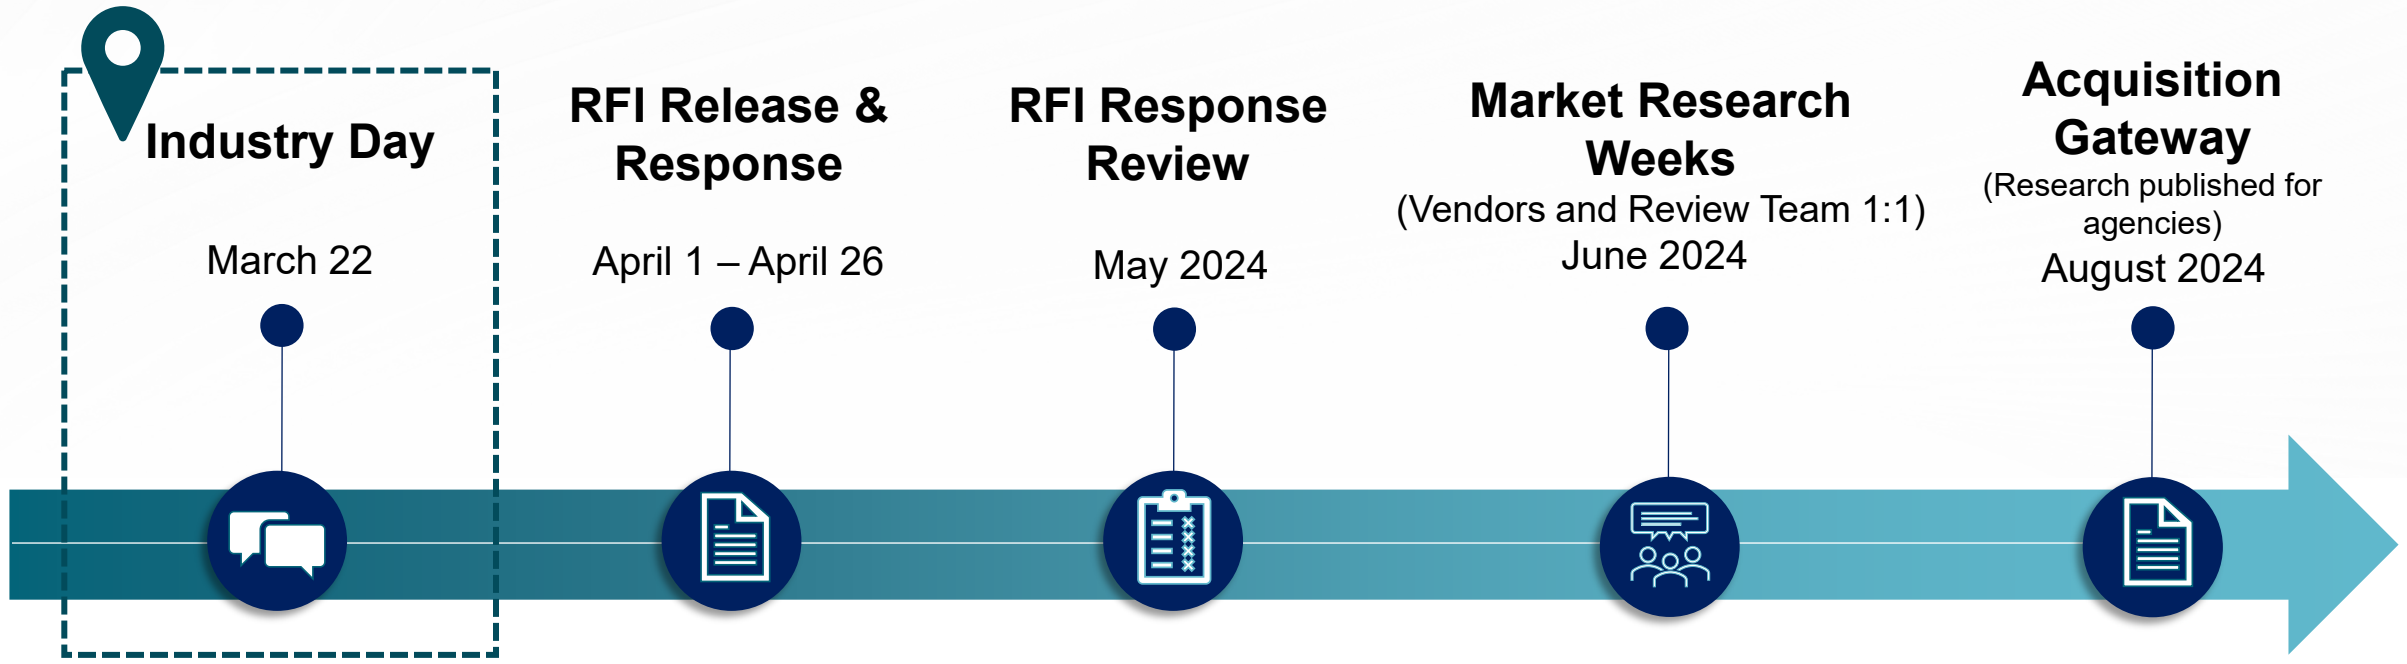 Industry Day
March 22
RFI Release &
Response
April 1 – April 26
RFI Response
Review
May 2024
Market Research
Weeks
(Vendors and Review Team 1:1)
June 2024
Acquisition
Gateway
(Research published for
agencies)
August 2024